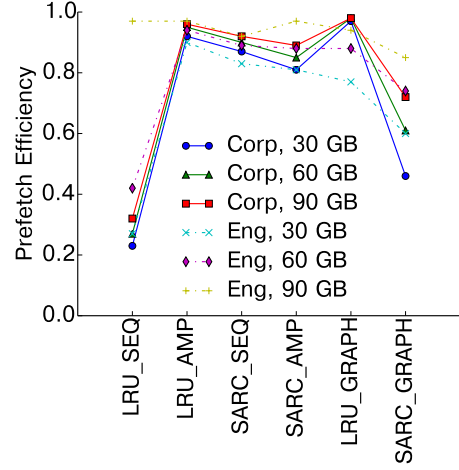 1.0
0.8
0.6
0.4
0.2
0.0
Prefetch Efficiency
Corp, 30 GB
Corp, 60 GB
Corp, 90 GB
Eng, 30 GB
Eng, 60 GB
Eng, 90 GB
LRU_SEQ
LRU_AMP
SARC_SEQ
SARC_AMP
LRU_GRAPH
SARC_GRAPH